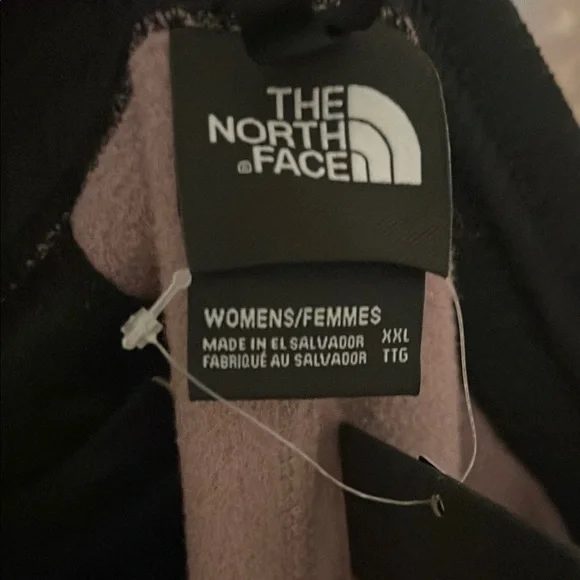 THE
NORTH
FACE®
WOMENS/FEMMES
MADE IN EL SALVADOR XXL
FABRIQUÉ AU SALVADOR TTG